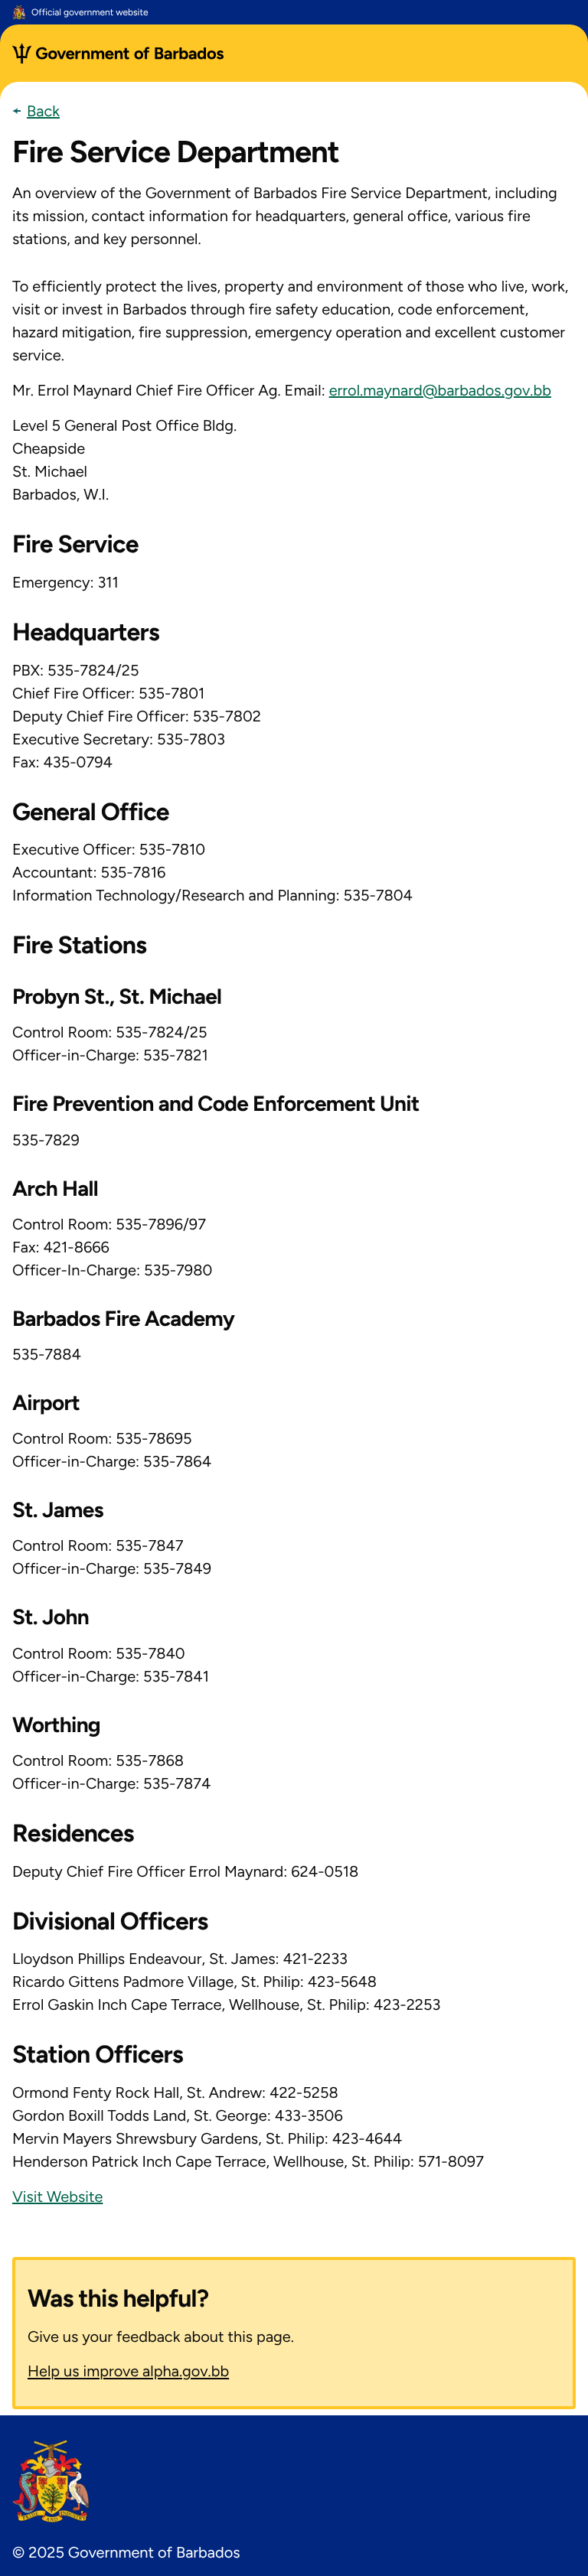 Official government website
Government of Barbados
Back
Fire Service Department
An overview of the Government of Barbados Fire Service Department, including
its mission, contact information for headquarters, general office, various fire
stations, and key personnel.
To efficiently protect the lives, property and environment of those who live, work,
visit or invest in Barbados through fire safety education, code enforcement,
hazard mitigation, fire suppression, emergency operation and excellent customer
service.
Mr. Errol Maynard Chief Fire Officer Ag. Email: errol.maynard@barbados.gov.bb
Level 5 General Post Office Bldg.
Cheapside
St. Michael
Barbados, W.I.
Fire Service
Emergency: 311
Headquarters
PBX: 535-7824/25
Chief Fire Officer: 535-7801
Deputy Chief Fire Officer: 535-7802
Executive Secretary: 535-7803
Fax: 435-0794
General Office
Executive Officer: 535-7810
Accountant: 535-7816
Information Technology/Research and Planning: 535-7804
Fire Stations
Probyn St., St. Michael
Control Room: 535-7824/25
Officer-in-Charge: 535-7821
Fire Prevention and Code Enforcement Unit
535-7829
Arch Hall
Control Room: 535-7896/97
Fax: 421-8666
Officer-In-Charge: 535-7980
Barbados Fire Academy
535-7884
Airport
Control Room: 535-78695
Officer-in-Charge: 535-7864
St. James
Control Room: 535-7847
Officer-in-Charge: 535-7849
St. John
Control Room: 535-7840
Officer-in-Charge: 535-7841
Worthing
Control Room: 535-7868
Officer-in-Charge: 535-7874
Residences
Deputy Chief Fire Officer Errol Maynard: 624-0518
Divisional Officers
Lloydson Phillips Endeavour, St. James: 421-2233
Ricardo Gittens Padmore Village, St. Philip: 423-5648
Errol Gaskin Inch Cape Terrace, Wellhouse, St. Philip: 423-2253
Station Officers
Ormond Fenty Rock Hall, St. Andrew: 422-5258
Gordon Boxill Todds Land, St. George: 433-3506
Mervin Mayers Shrewsbury Gardens, St. Philip: 423-4644
Henderson Patrick Inch Cape Terrace, Wellhouse, St. Philip: 571-8097
Visit Website
Was this helpful?
Give us your feedback about this page.
Help us improve alpha.gov.bb
PRIDE AND INDUSTRY
© 2025 Government of Barbados